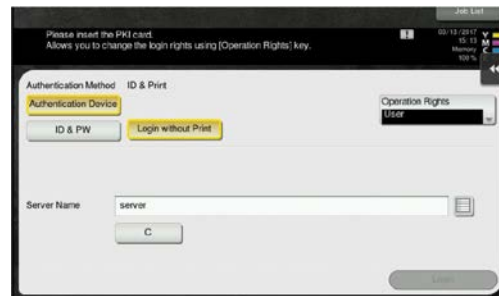 Job List
Please insert the PKI card.
Allows you to change the login rights using [Operation Rights] key.
03/13/2017
15:13
Memory
100 %
Y
M
C
Authentication Method ID & Print
Authentication Device
Operation Rights
User
ID & PW
Login without Print
Server Name
server
C
Login